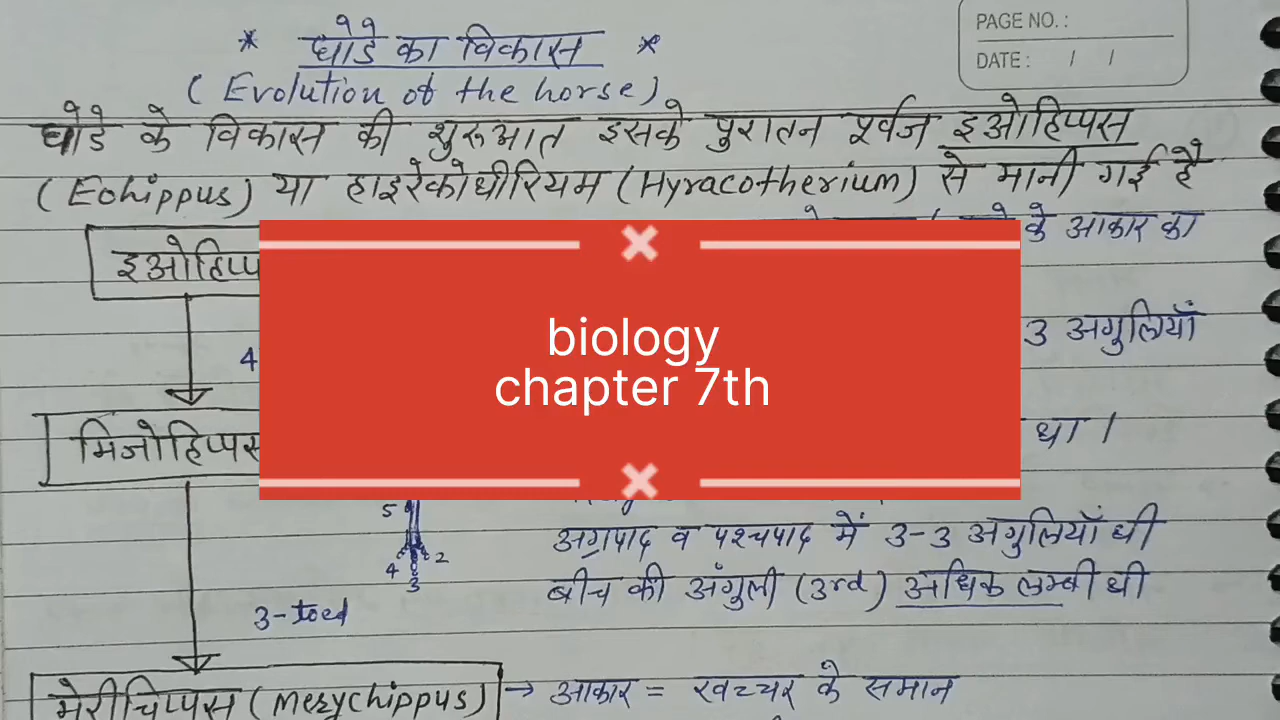 PAGE NO. :
DATE : / /
* घोडे का विकास *
( Evolution of the horse )
घोडे के विकास की शुरुआत इसके पुरातन पूर्वज इओहिप्पस
(Eohippus) या हाइरेकोथीरियम (Hyracotherium) से मानी गई है
के आकार का
इओहिप्प
biology
chapter 7th
3 अगुलियाँ
4
मिजोहिप्पस
था ।
5
4 2
3
अग्रपाद व पश्चपाद में 3-3 अगुलियाँ थी
बीच की अंगुली (3rd) अधिक लम्बी थी
3-toed
मेरीचिप्पस (Merychippus) → आकार = खच्चर के समान